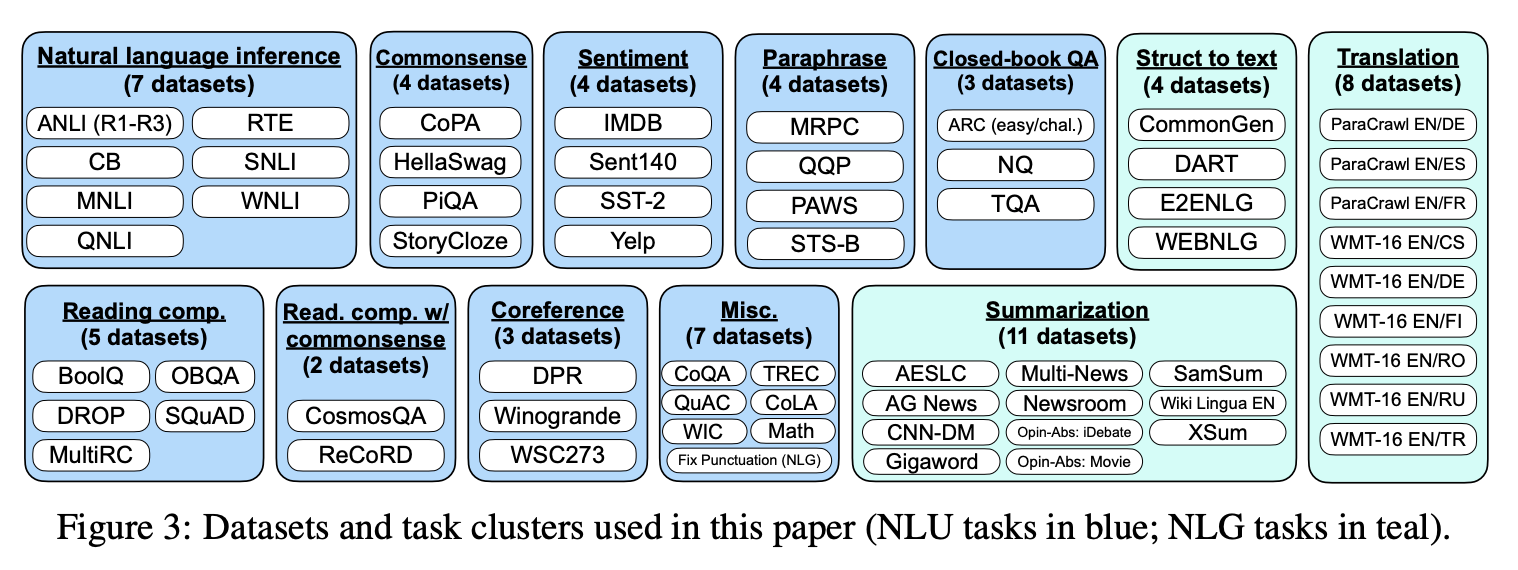 Natural language inference
(7 datasets)
ANLI (R1-R3)
RTE
CB
SNLI
MNLI
WNLI
QNLI
Commonsense
(4 datasets)
CoPA
HellaSwag
PiQA
StoryCloze
Sentiment
(4 datasets)
IMDB
Sent140
SST-2
Yelp
Paraphrase
(4 datasets)
MRPC
QQP
PAWS
STS-B
Closed-book QA
(3 datasets)
ARC (easy/chal.)
NQ
TQA
Struct to text
(4 datasets)
CommonGen
DART
E2ENLG
WEBNLG
Translation
(8 datasets)
ParaCrawl EN/DE
ParaCrawl EN/ES
ParaCrawl EN/FR
WMT-16 EN/CS
WMT-16 EN/DE
WMT-16 EN/FI
WMT-16 EN/RO
WMT-16 EN/RU
WMT-16 EN/TR
Reading comp.
(5 datasets)
BoolQ
OBQA
DROP
SQuAD
MultiRC
Read. comp. w/
commonsense
(2 datasets)
CosmosQA
ReCoRD
Coreference
(3 datasets)
DPR
Winogrande
WSC273
Misc.
(7 datasets)
CoQA
TREC
QuAC
CoLA
WIC
Math
Fix Punctuation (NLG)
Summarization
(11 datasets)
AESLC
Multi-News
SamSum
AG News
Newsroom
Wiki Lingua EN
CNN-DM
Opin-Abs: iDebate
XSum
Gigaword
Opin-Abs: Movie
Figure 3: Datasets and task clusters used in this paper (NLU tasks in blue; NLG tasks in teal).